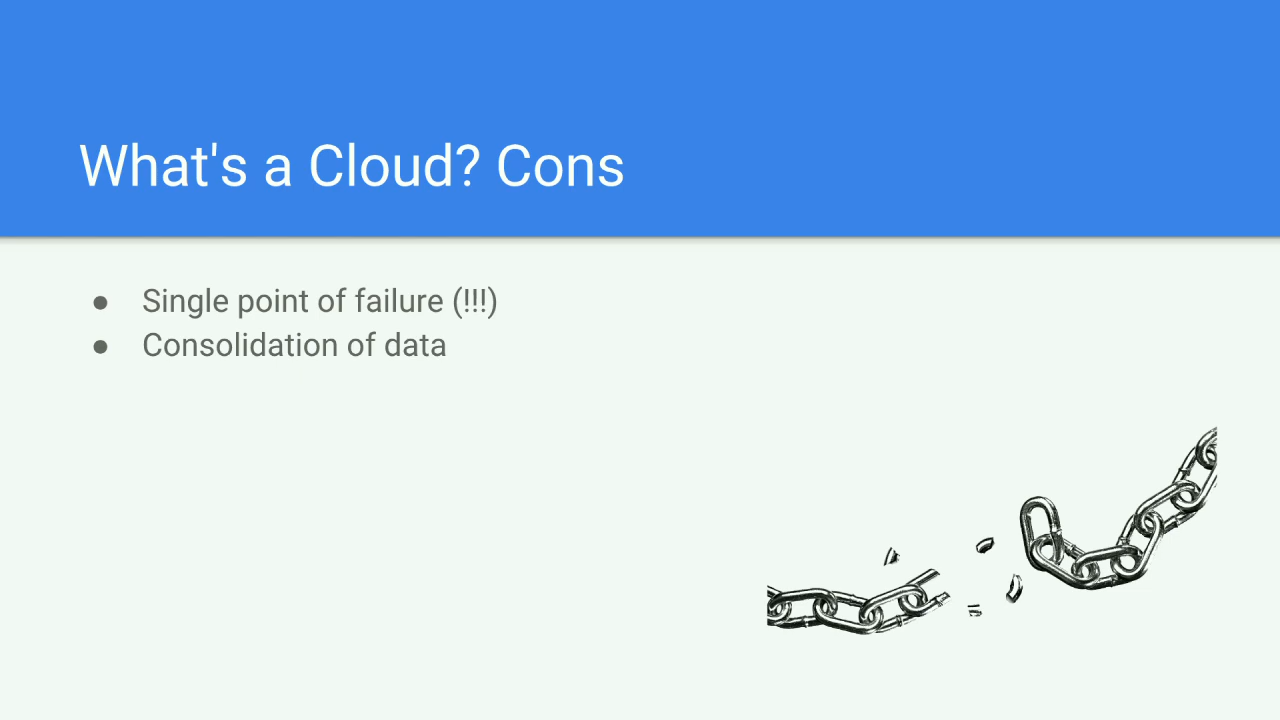 What's a Cloud? Cons
● Single point of failure (!!!)
● Consolidation of data